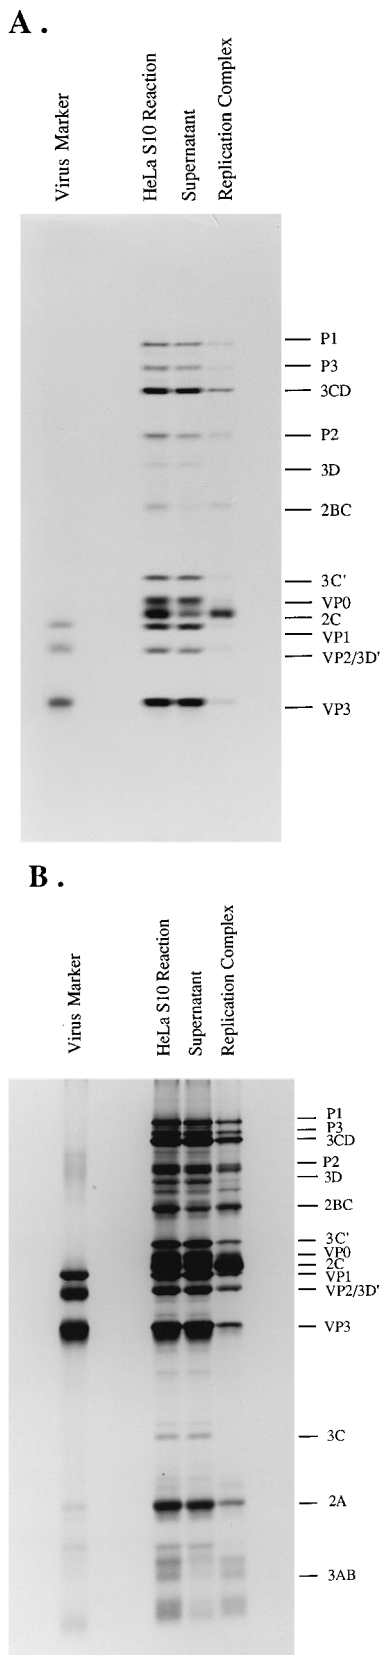 A .
Virus Marker
HeLa S10 Reaction
Supernatant
Replication Complex
P1
P3
3CD
P2
3D
2BC
3C'
VP0
2C
VP1
VP2/3D'
VP3
B .
Virus Marker
HeLa S10 Reaction
Supernatant
Replication Complex
P1
P3
3CD
P2
3D
2BC
3C'
VP0
2C
VP1
VP2/3D'
VP3
3C
2A
3AB